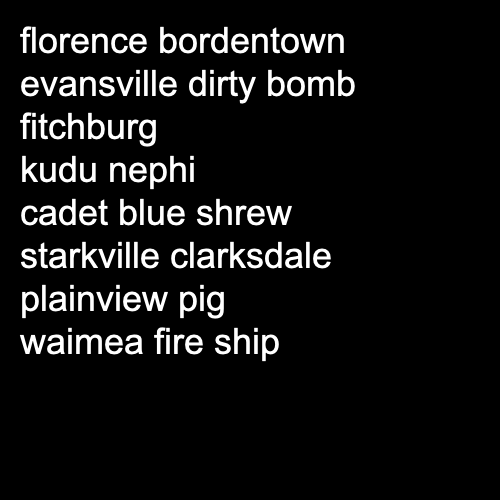 florence bordentown
evansville dirty bomb
fitchburg
kudu nephi
cadet blue shrew
starkville clarksdale
plainview pig
waimea fire ship